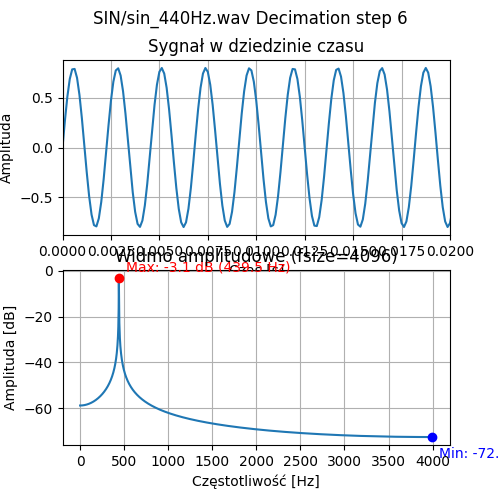 SIN/sin_440Hz.wav Decimation step 6
Sygnał w dziedzinie czasu
Amplituda
0.5
0.0
−0.5
0.0000 0.0025 0.0050 0.0075 0.0100 0.0125 0.0150 0.0175 0.0200
Widmo amplitudowe (fsize=4096)
Max: -3.1 dB (439.5 Hz)
Amplituda [dB]
0
−20
−40
−60
Min: -72.
0 500 1000 1500 2000 2500 3000 3500 4000
Częstotliwość [Hz]